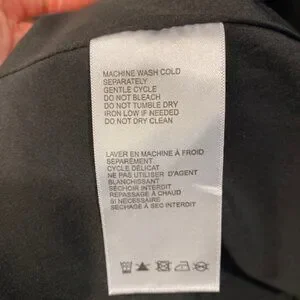 MACHINE WASH COLD
SEPARATELY
GENTLE CYCLE
DO NOT BLEACH
DO NOT TUMBLE DRY
IRON LOW IF NEEDED
DO NOT DRY CLEAN
LAVER EN MACHINE À FROID
SÉPARÉMENT.
CYCLE DÉLICAT
NE PAS UTILISER D'AGENT
BLANCHISSANT
SÉCHOIR INTERDIT
REPASSAGE À CHAUD
SI NÉCESSAIRE
SÉCHAGE À SEC INTERDIT